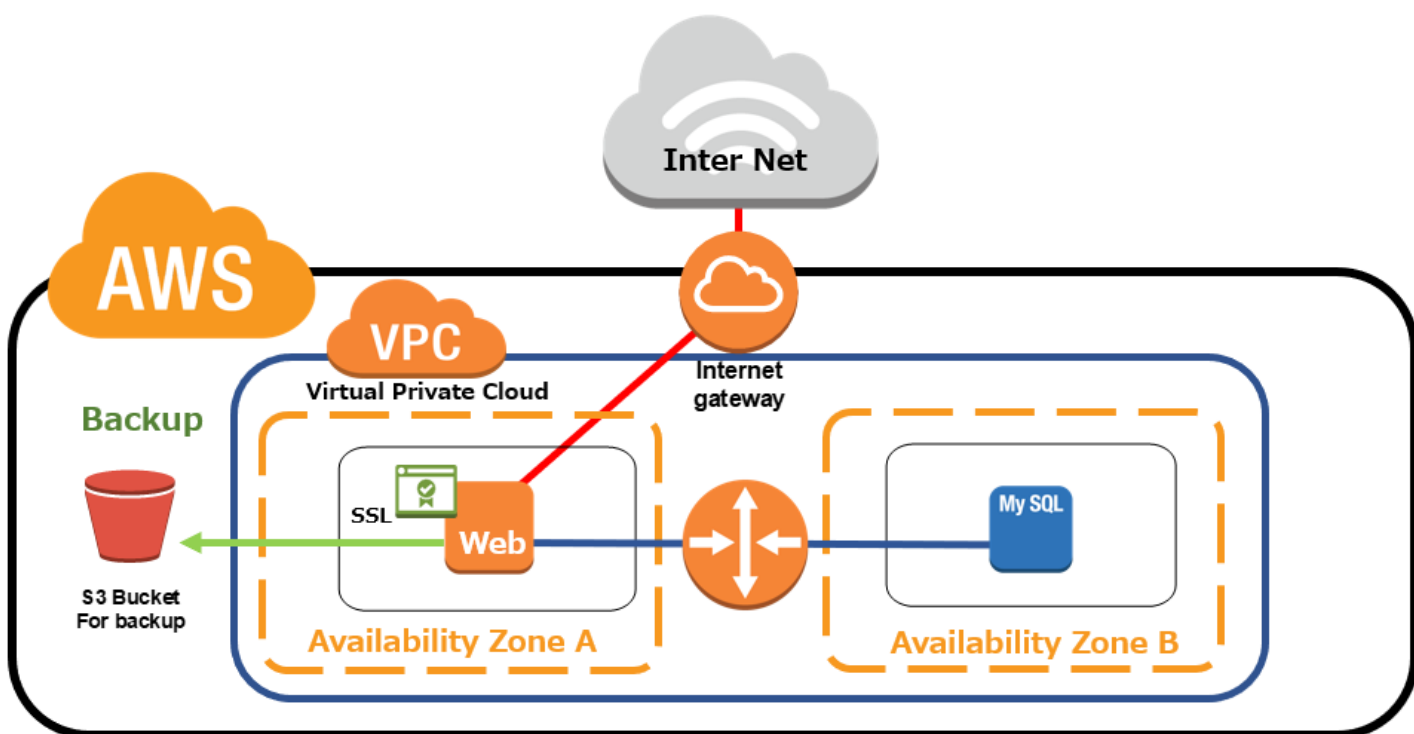 Inter Net
AWS
VPC
Virtual Private Cloud
Internet
gateway
Backup
SSL
Web
My SQL
S3 Bucket
For backup
Availability Zone A
Availability Zone B